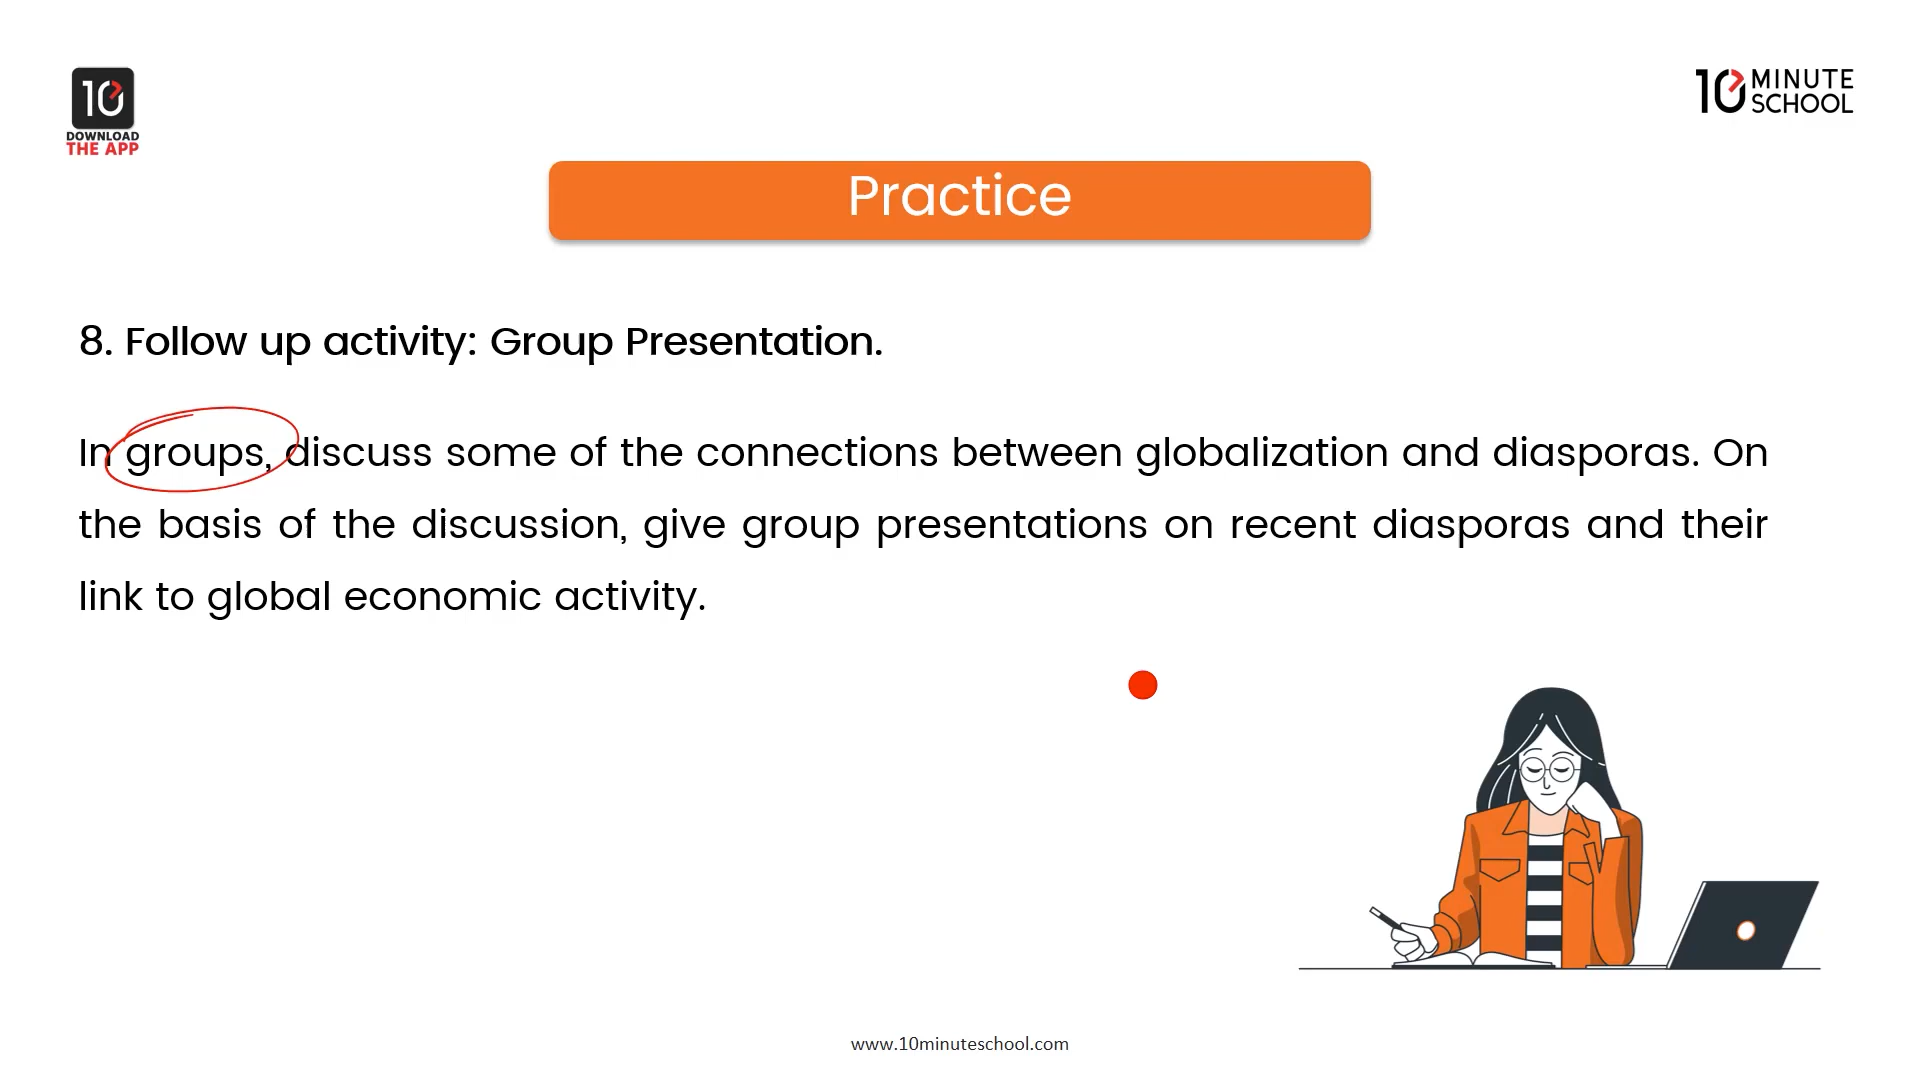 10
DOWNLOAD
THE APP
10 MINUTE
SCHOOL
Practice
8. Follow up activity: Group Presentation.
In groups, discuss some of the connections between globalization and diasporas. On
the basis of the discussion, give group presentations on recent diasporas and their
link to global economic activity.
www.10minuteschool.com